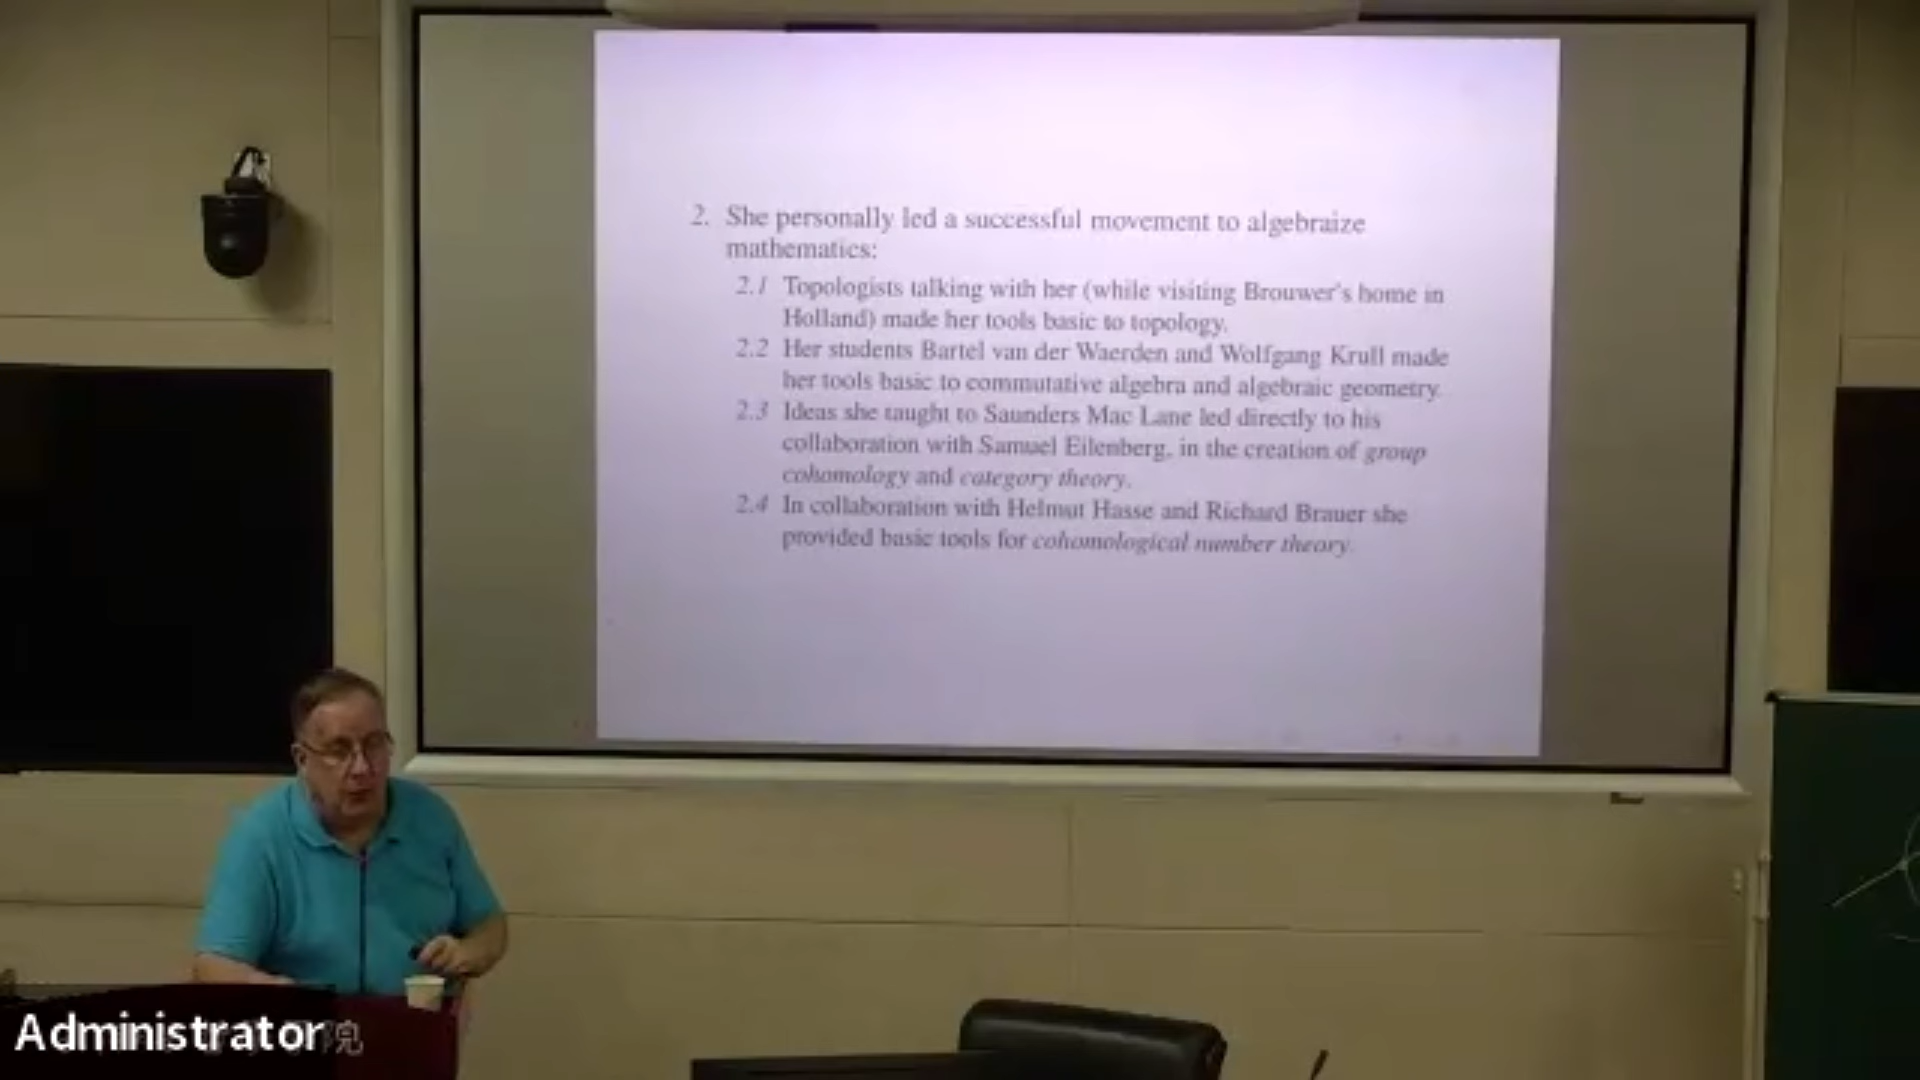 2. She personally led a successful movement to algebraize
mathematics:
2.1 Topologists talking with her (while visiting Brouwer's home in
Holland) made her tools basic to topology.
2.2 Her students Bartel van der Waerden and Wolfgang Krull made
her tools basic to commutative algebra and algebraic geometry.
2.3 Ideas she taught to Saunders Mac Lane led directly to his
collaboration with Samuel Eilenberg, in the creation of group
cohomology and category theory.
2.4 In collaboration with Helmut Hasse and Richard Brauer she
provided basic tools for cohomological number theory.
Administrator
院